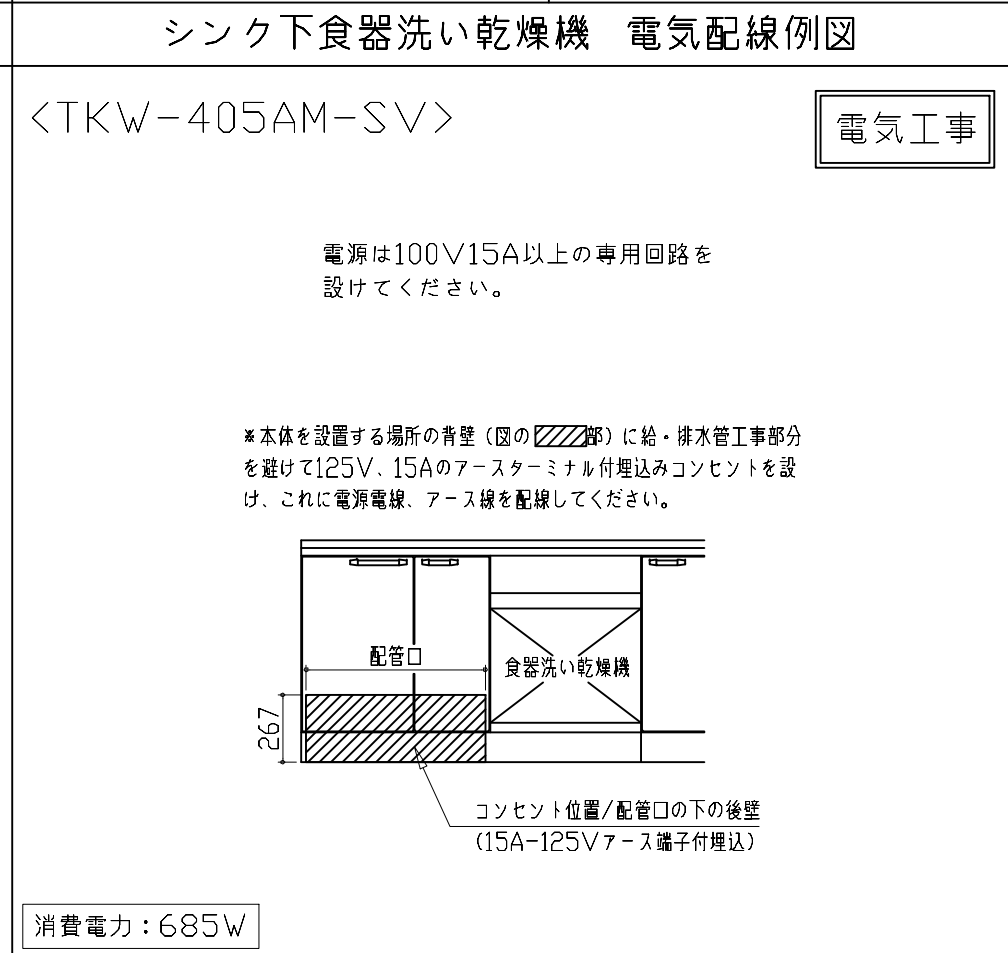 シンク下食器洗い乾燥機 電気配線例図
<TKW-405AM-SV>
電気工事
電源は100V15A以上の専用回路を
設けてください。
※本体を設置する場所の背壁（図の部）に給・排水管工事部分
を避けて125V、15Aのアースターミナル付埋込みコンセントを設
け、これに電源電線、アース線を配線してください。
配管口
食器洗い乾燥機
267
コンセント位置/配管口の下の後壁
(15A-125Vアース端子付埋込)
消費電力：685W